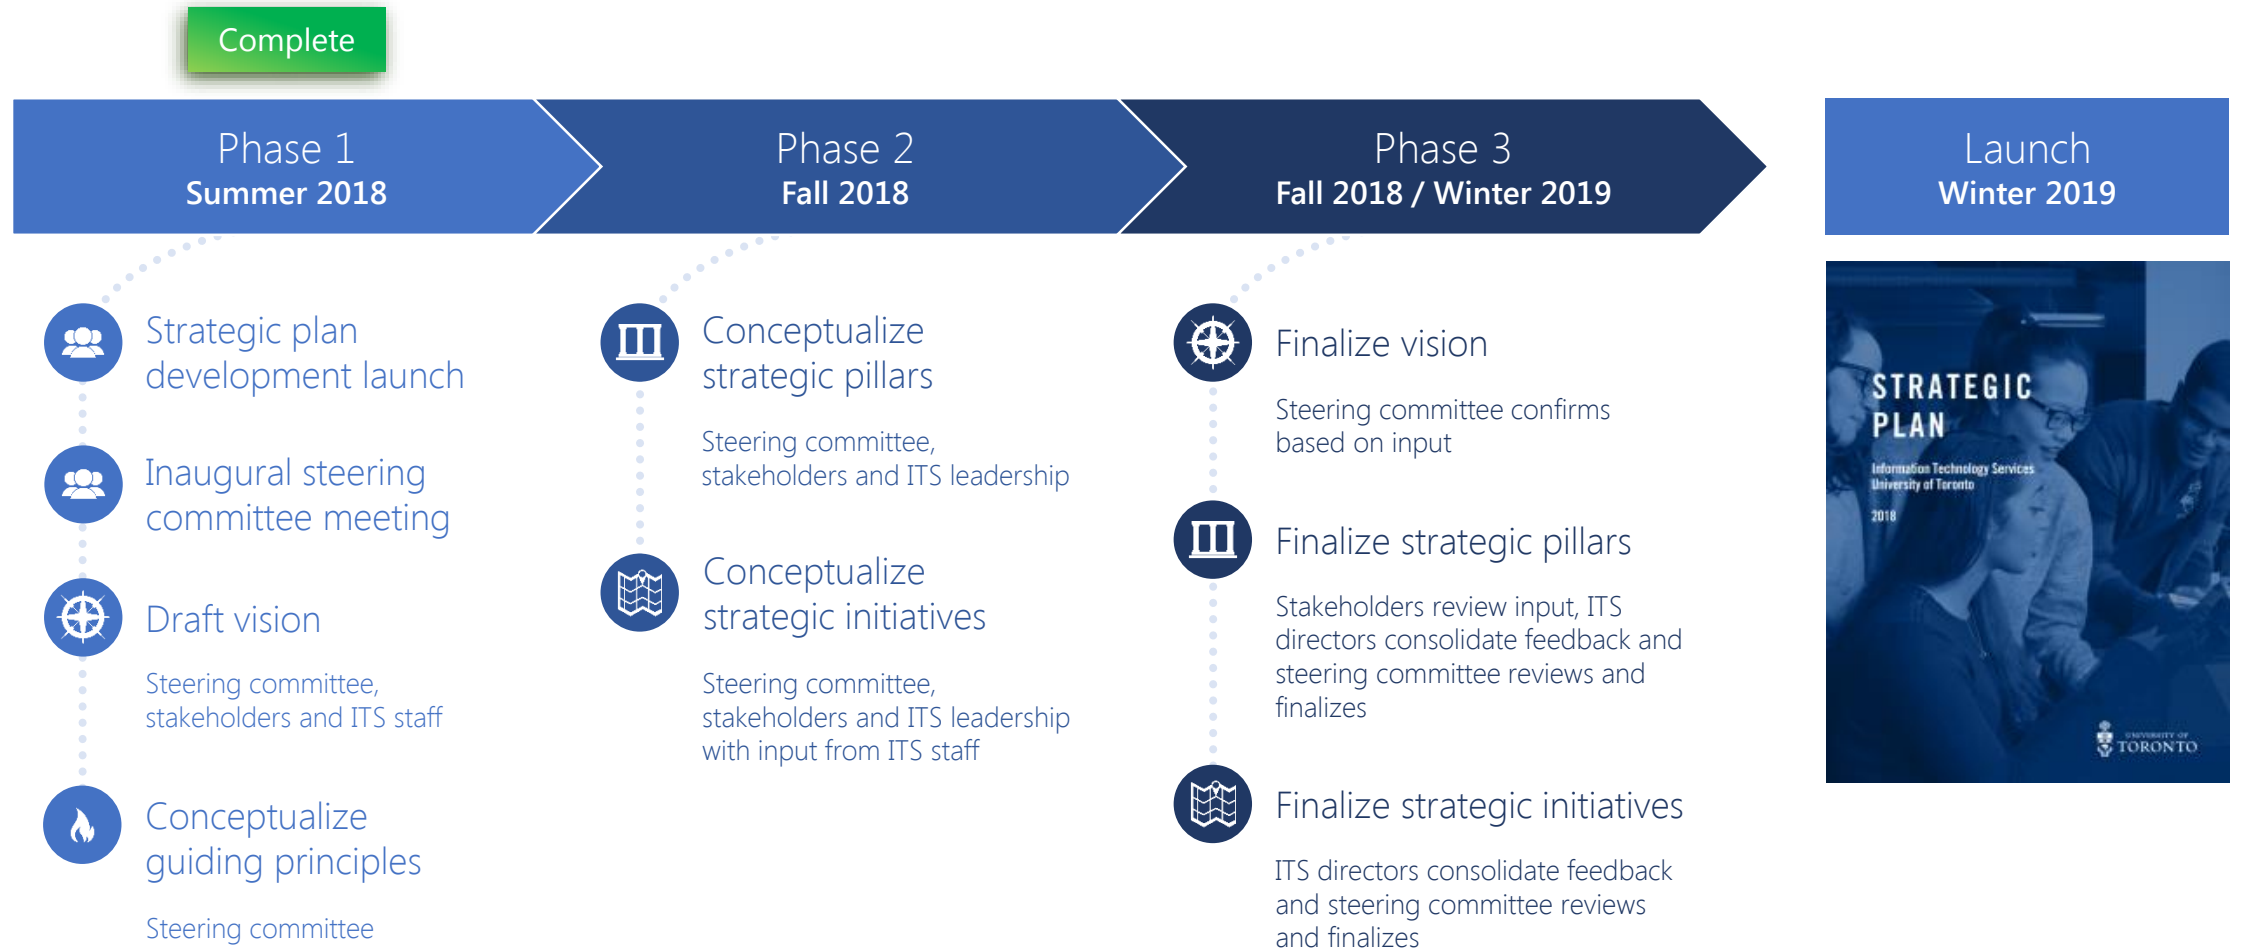 Complete
Phase 1
Summer 2018
Phase 2
Fall 2018
Phase 3
Fall 2018 / Winter 2019
Launch
Winter 2019
Strategic plan
development launch
Inaugural steering
committee meeting
Draft vision
Steering committee,
stakeholders and ITS staff
Conceptualize
guiding principles
Steering committee
Conceptualize
strategic pillars
Steering committee,
stakeholders and ITS leadership
Conceptualize
strategic initiatives
Steering committee,
stakeholders and ITS leadership
with input from ITS staff
Finalize vision
Steering committee confirms
based on input
Finalize strategic pillars
Stakeholders review input, ITS
directors consolidate feedback and
steering committee reviews and
finalizes
Finalize strategic initiatives
ITS directors consolidate feedback
and steering committee reviews
and finalizes
STRATEGIC
PLAN
Information Technology Services
University of Toronto
2018
UNIVERSITY OF
TORONTO